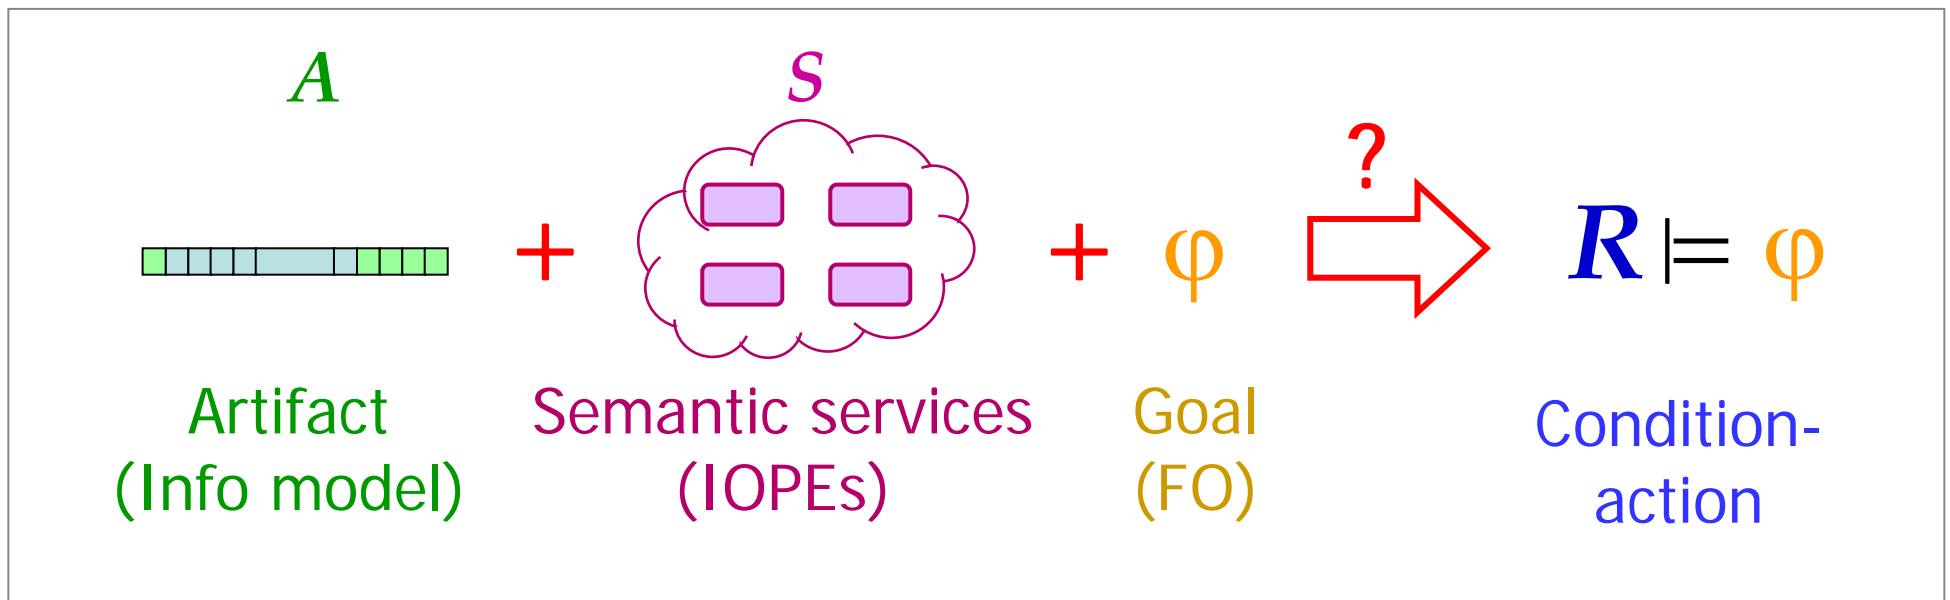 A
S
+
+
φ
?
R ⊨ φ
Artifact
(Info model)
Semantic services
(IOPEs)
Goal
(FO)
Condition-
action